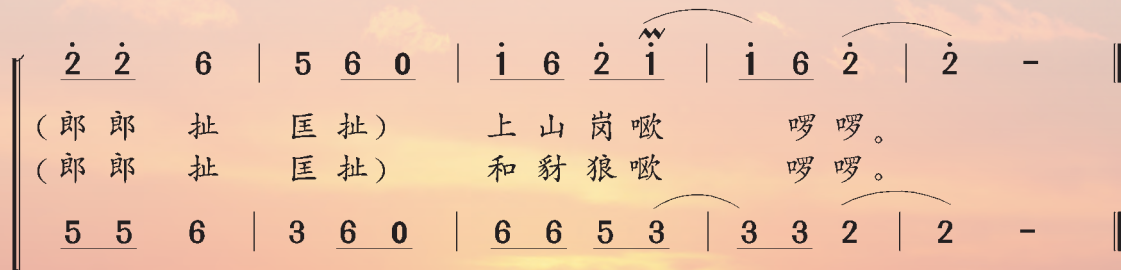 2̇ 2̇ 6 | 5 6 0 | 1̇ 6 2̇ 1̇ | 1̇ 6 2̇ | 2̇ – ‖
（郎郎 扯 匡扯） 上山岗呕 啰啰。
（郎郎 扯 匡扯） 和豺狼呕 啰啰。
5 5 6 | 3 6 0 | 6 6 5 3 | 3 3 2 | 2 – ‖